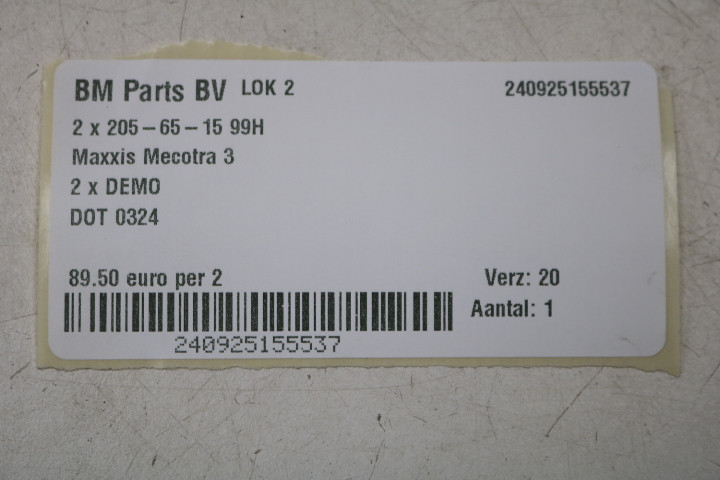 BM Parts BV LOK 2 240925155537
2 x 205-65-15 99H
Maxxis Mecotra 3
2 x DEMO
DOT 0324
89.50 euro per 2 Verz: 20
Aantal: 1
240925155537